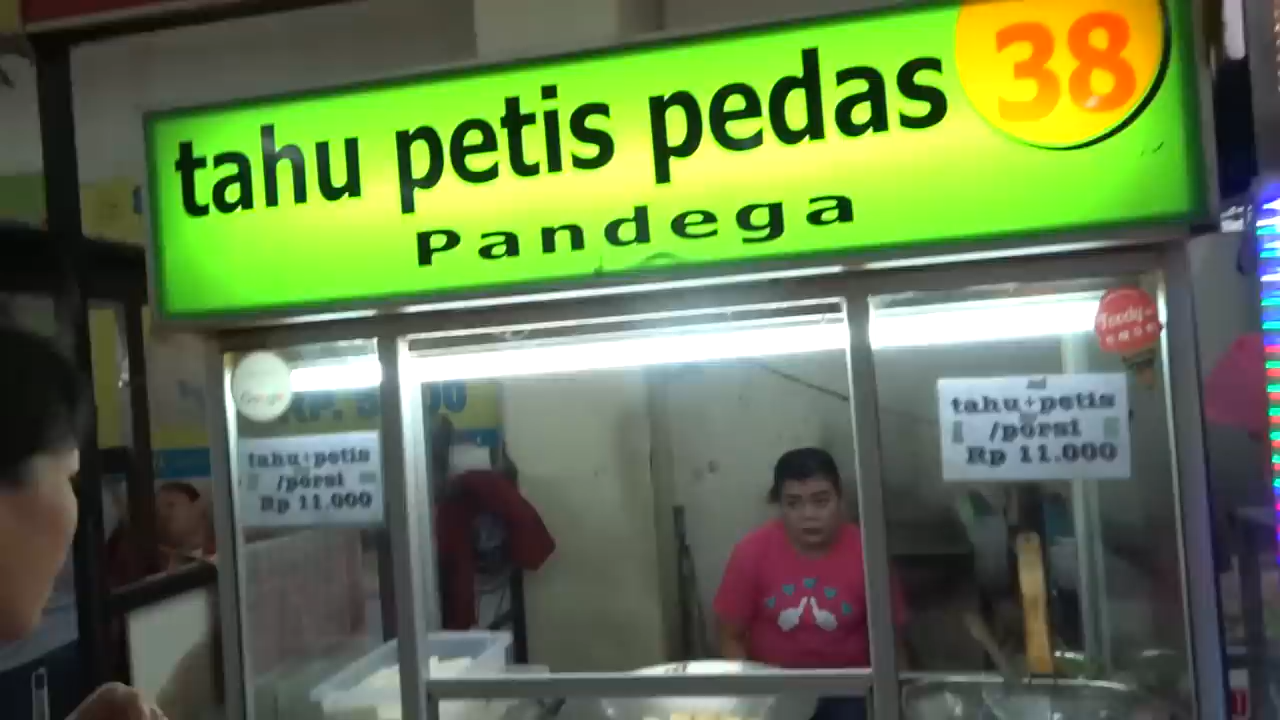 tahu petis pedas 38
Pandega
tahu+petis
/porsi
Rp 11.000
tahu+petis
/porsi
Rp 11.000